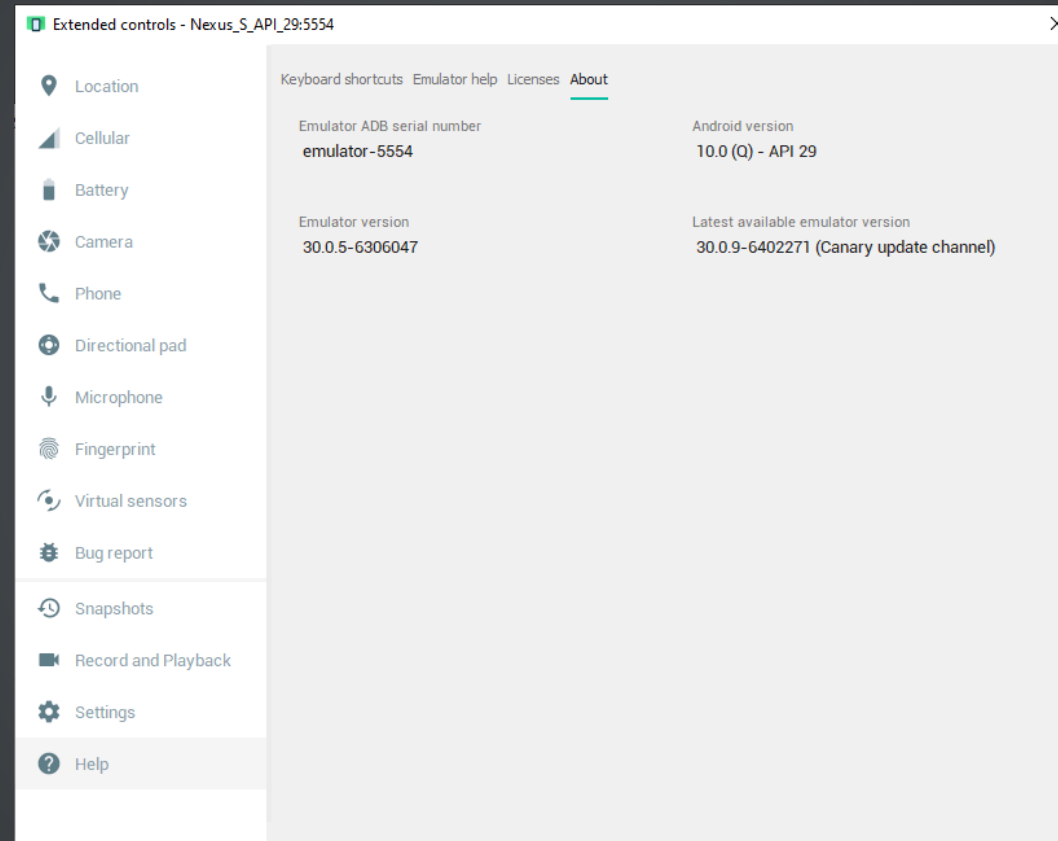 Extended controls - Nexus_S_API_29:5554
Location
Cellular
Battery
Camera
Phone
Directional pad
Microphone
Fingerprint
Virtual sensors
Bug report
Snapshots
Record and Playback
Settings
Help
Keyboard shortcuts Emulator help Licenses About
Emulator ADB serial number
emulator-5554
Android version
10.0 (Q) - API 29
Emulator version
30.0.5-6306047
Latest available emulator version
30.0.9-6402271 (Canary update channel)